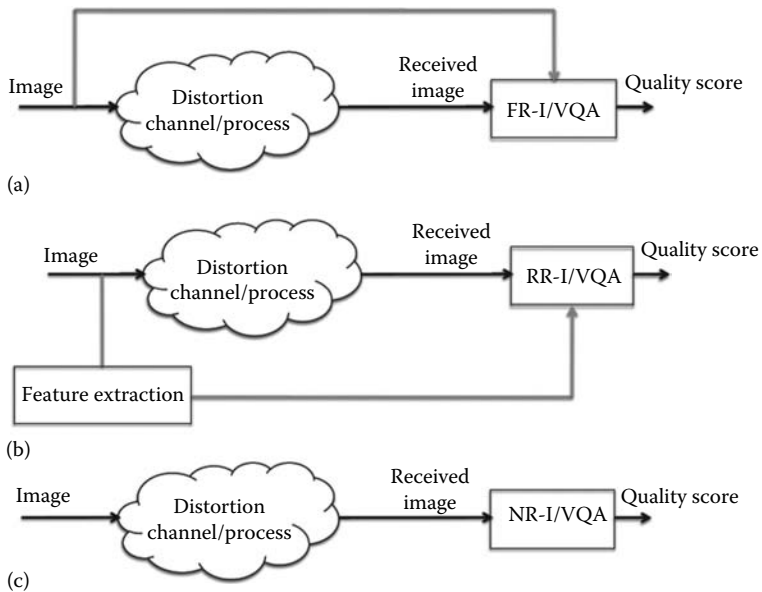 Image
Distortion
channel/process
Received
image
FR-I/VQA
Quality score
(a)
Image
Distortion
channel/process
Received
image
RR-I/VQA
Quality score
Feature extraction
(b)
Image
Distortion
channel/process
Received
image
NR-I/VQA
Quality score
(c)